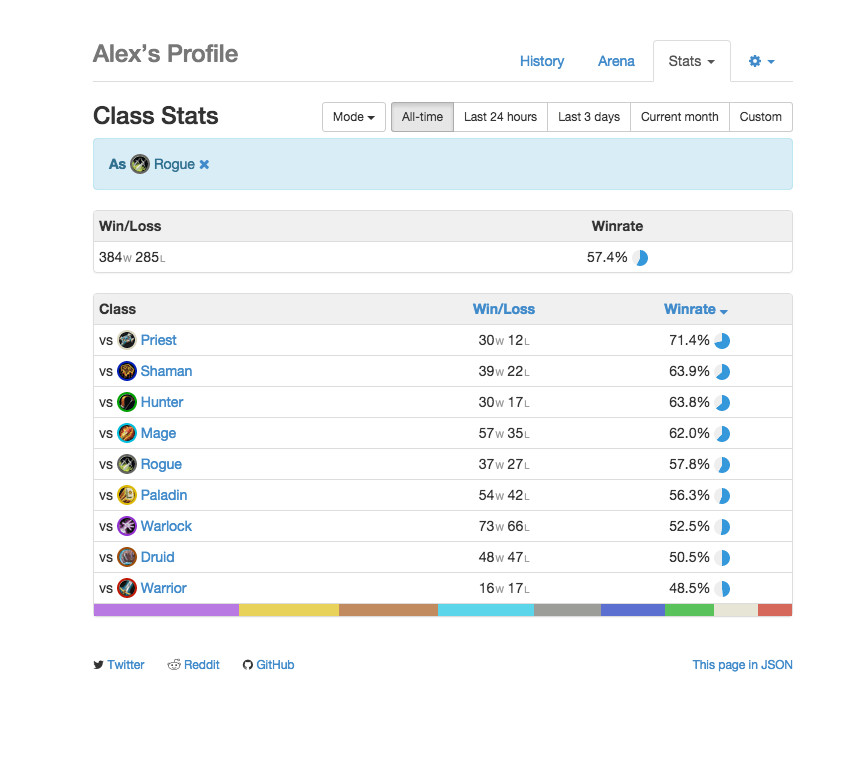 Alex's Profile
History Arena Stats
Class Stats
Mode All-time Last 24 hours Last 3 days Current month Custom
As Rogue
Win/Loss Winrate
384W 285L 57.4%
Class Win/Loss Winrate
vs Priest 30W 12L 71.4%
vs Shaman 39W 22L 63.9%
vs Hunter 30W 17L 63.8%
vs Mage 57W 35L 62.0%
vs Rogue 37W 27L 57.8%
vs Paladin 54W 42L 56.3%
vs Warlock 73W 66L 52.5%
vs Druid 48W 47L 50.5%
vs Warrior 16W 17L 48.5%
Twitter Reddit GitHub This page in JSON